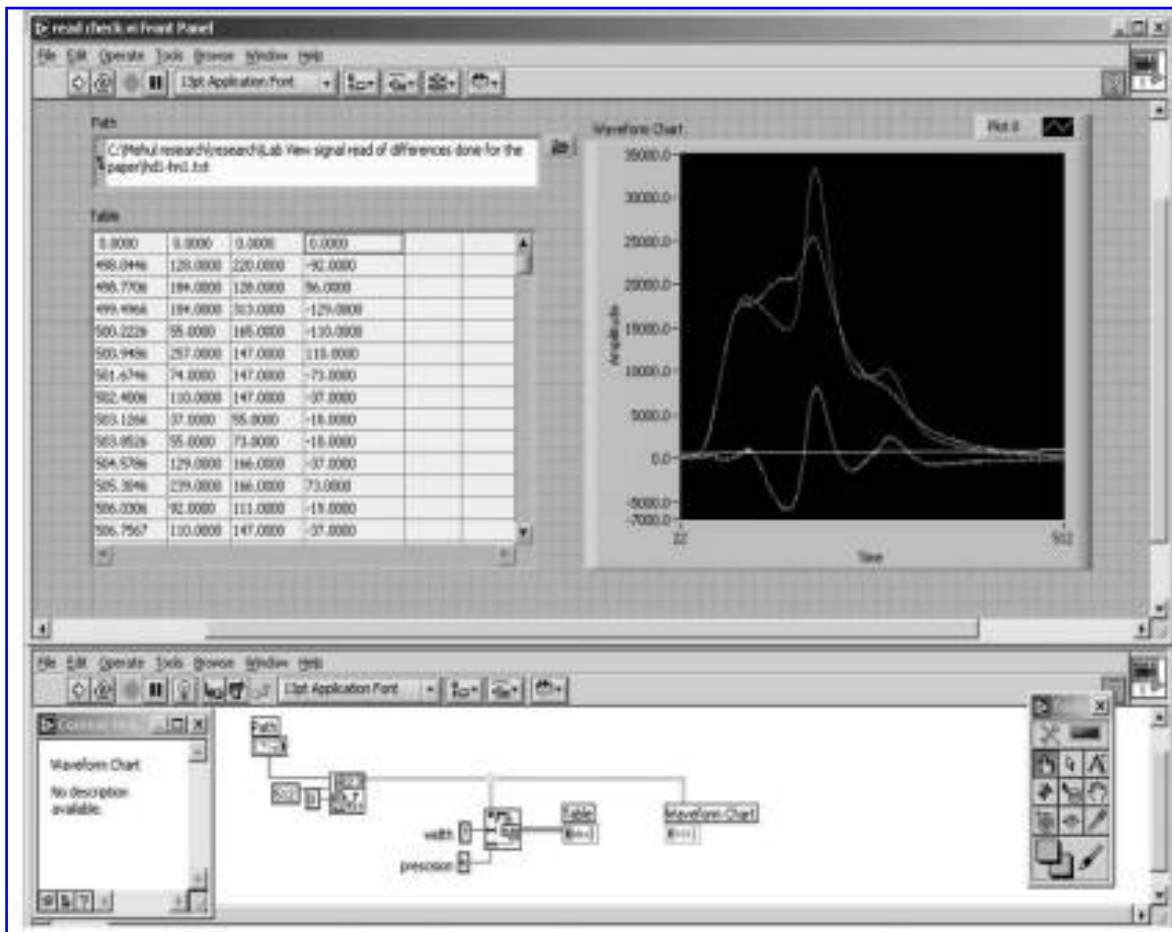 read check.vi Front Panel
File Edit Operate Tools Browse Window Help
13pt Application Font
Path
C:\Mehul research\research\Lab View signal read of differences done for the
paper\hd1-fm1.txt
Table
0.0000 0.0000 0.0000 0.0000
498.0446 128.0000 220.0000 -92.0000
498.7706 184.0000 128.0000 56.0000
499.4966 184.0000 313.0000 -129.0000
500.2226 55.0000 165.0000 -110.0000
500.9486 257.0000 147.0000 110.0000
501.6746 74.0000 147.0000 -73.0000
502.4006 110.0000 147.0000 -37.0000
503.1266 37.0000 55.0000 -18.0000
503.8526 55.0000 73.0000 -18.0000
504.5786 129.0000 166.0000 -37.0000
505.3046 239.0000 166.0000 73.0000
506.0306 92.0000 111.0000 -19.0000
506.7567 110.0000 147.0000 -37.0000
Waveform Chart
Plot 0
35000.0
30000.0
25000.0
20000.0
15000.0
10000.0
5000.0
0.0
-5000.0
-7000.0
Amplitude
22
512
Time
File Edit Operate Tools Browse Window Help
13pt Application Font
Waveform Chart
No description
available.
Path
Table
Waveform Chart
width
prescision